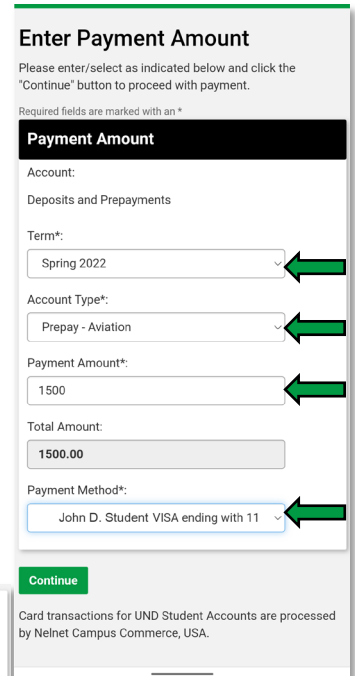 Enter Payment Amount
Please enter/select as indicated below and click the
"Continue" button to proceed with payment.
Required fields are marked with an *
Payment Amount
Account:
Deposits and Prepayments
Term*:
Spring 2022
Account Type*:
Prepay - Aviation
Payment Amount*:
1500
Total Amount:
1500.00
Payment Method*:
John D. Student VISA ending with 11
Continue
Card transactions for UND Student Accounts are processed
by Nelnet Campus Commerce, USA.